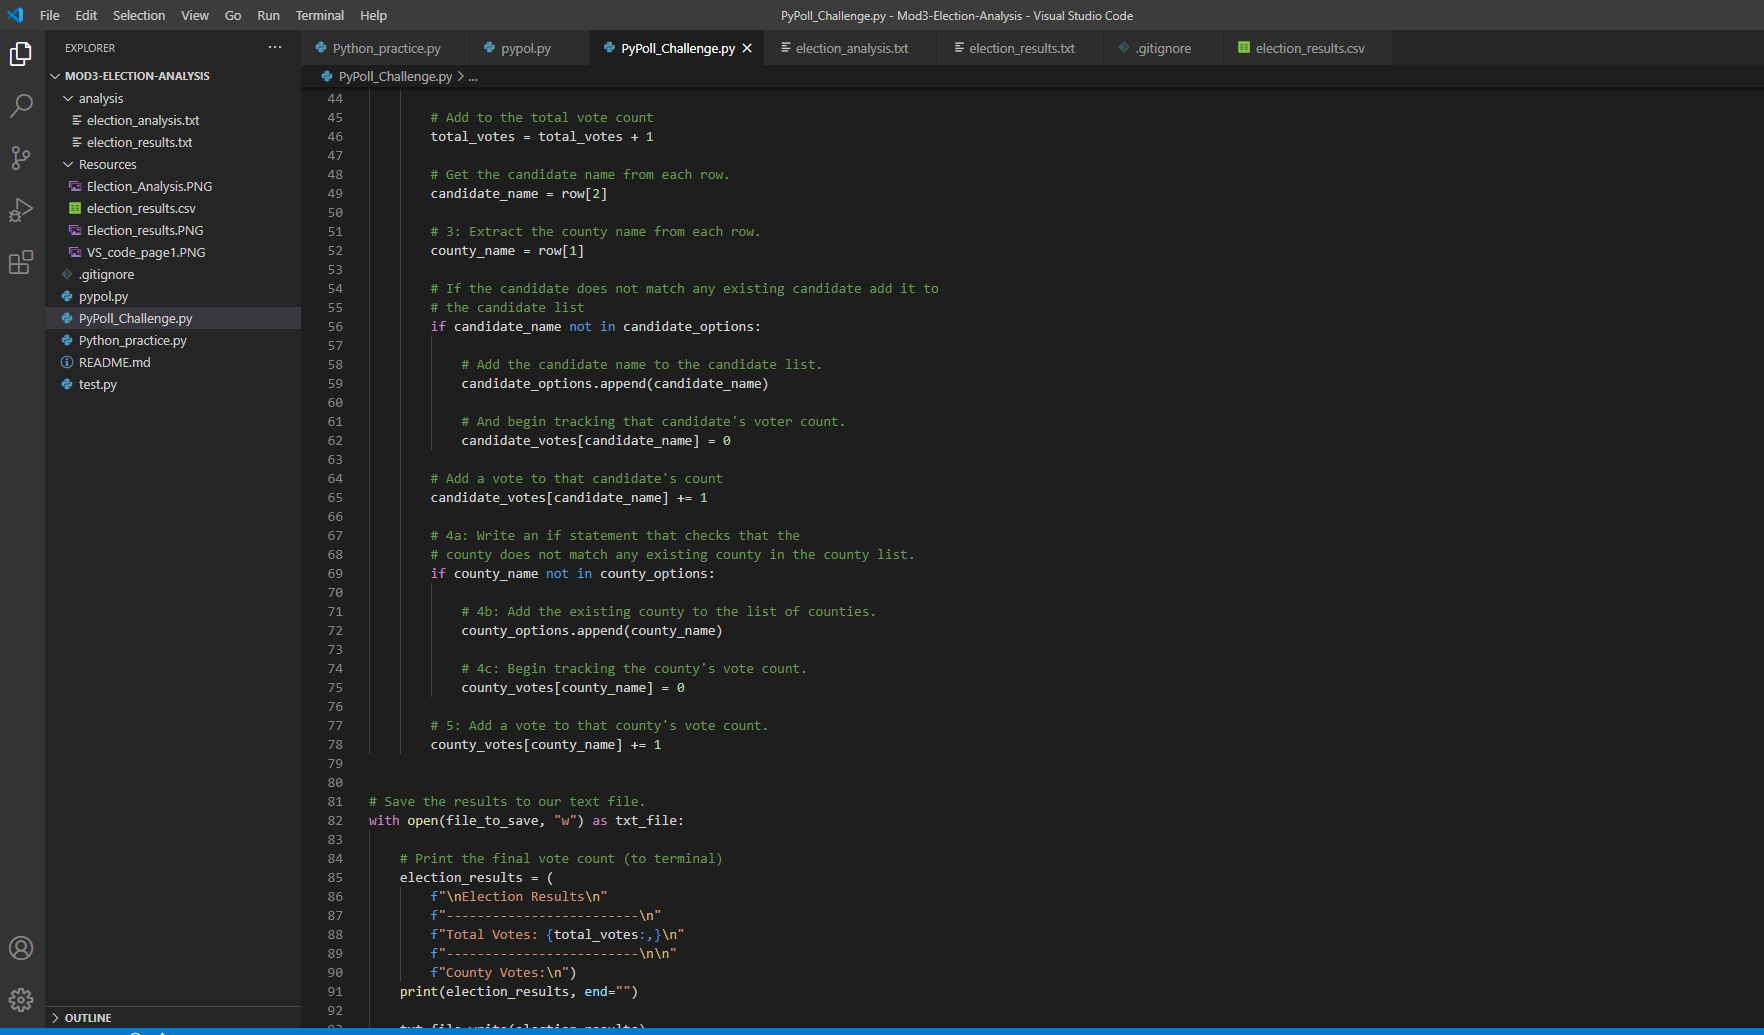 File Edit Selection View Go Run Terminal Help
PyPoll_Challenge.py - Mod3-Election-Analysis - Visual Studio Code
EXPLORER ...
MOD3-ELECTION-ANALYSIS
analysis
election_analysis.txt
election_results.txt
Resources
Election_Analysis.PNG
election_results.csv
Election_results.PNG
VS_code_page1.PNG
.gitignore
pypol.py
PyPoll_Challenge.py
Python_practice.py
README.md
test.py
OUTLINE
Python_practice.py pypol.py PyPoll_Challenge.py election_analysis.txt election_results.txt .gitignore election_results.csv
PyPoll_Challenge.py > ...
44
45 # Add to the total vote count
46 total_votes = total_votes + 1
47
48 # Get the candidate name from each row.
49 candidate_name = row[2]
50
51 # 3: Extract the county name from each row.
52 county_name = row[1]
53
54 # If the candidate does not match any existing candidate add it to
55 # the candidate list
56 if candidate_name not in candidate_options:
57
58 # Add the candidate name to the candidate list.
59 candidate_options.append(candidate_name)
60
61 # And begin tracking that candidate's voter count.
62 candidate_votes[candidate_name] = 0
63
64 # Add a vote to that candidate's count
65 candidate_votes[candidate_name] += 1
66
67 # 4a: Write an if statement that checks that the
68 # county does not match any existing county in the county list.
69 if county_name not in county_options:
70
71 # 4b: Add the existing county to the list of counties.
72 county_options.append(county_name)
73
74 # 4c: Begin tracking the county's vote count.
75 county_votes[county_name] = 0
76
77 # 5: Add a vote to that county's vote count.
78 county_votes[county_name] += 1
79
80
81 # Save the results to our text file.
82 with open(file_to_save, "w") as txt_file:
83
84 # Print the final vote count (to terminal)
85 election_results = (
86 f"\nElection Results\n"
87 f"-------------------------\n"
88 f"Total Votes: {total_votes:,}\n"
89 f"-------------------------\n\n"
90 f"County Votes:\n")
91 print(election_results, end="")
92
93 txt_file.write(election_results)